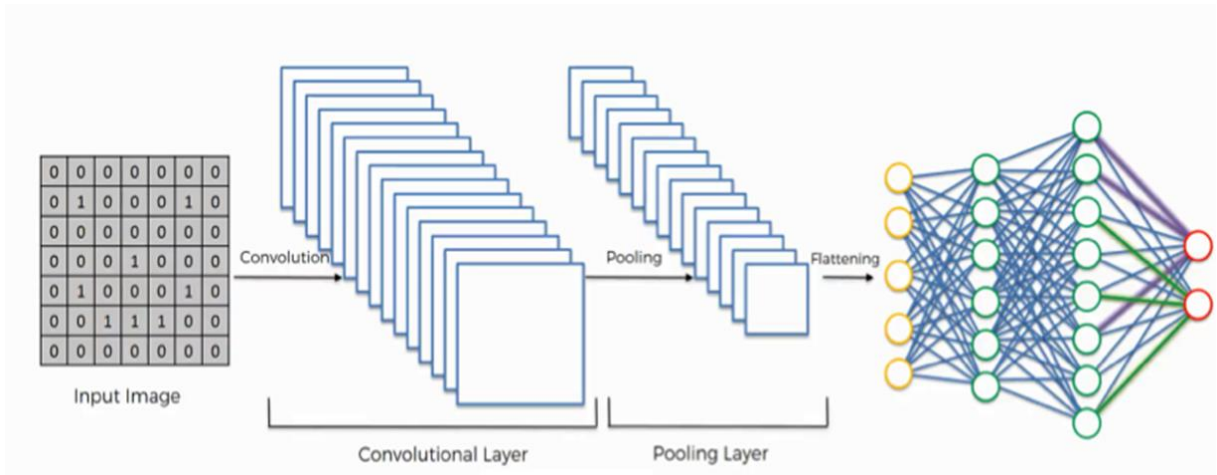 0 0 0 0 0 0 0
0 1 0 0 0 1 0
0 0 0 0 0 0 0
0 0 0 1 0 0 0
0 1 0 0 0 1 0
0 0 1 1 1 0 0
0 0 0 0 0 0 0
Input Image
Convolution
Convolutional Layer
Pooling
Pooling Layer
Flattening